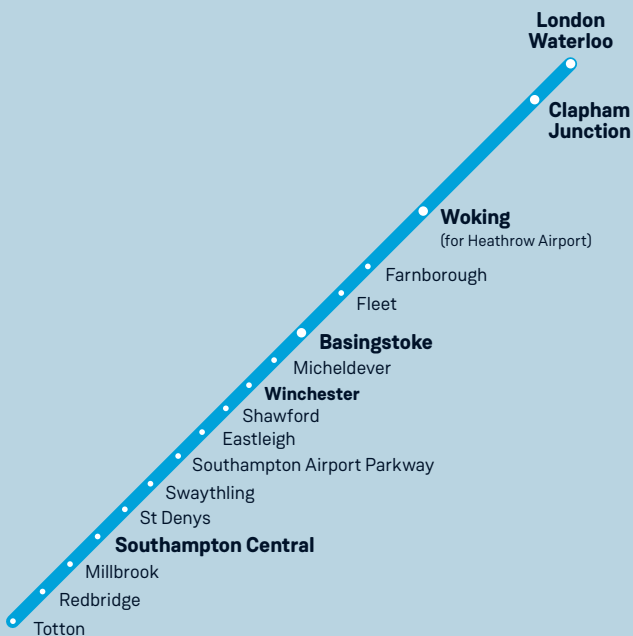 London
Waterloo
Clapham
Junction
Woking
(for Heathrow Airport)
Farnborough
Fleet
Basingstoke
Micheldever
Winchester
Shawford
Eastleigh
Southampton Airport Parkway
Swaythling
St Denys
Southampton Central
Millbrook
Redbridge
Totton